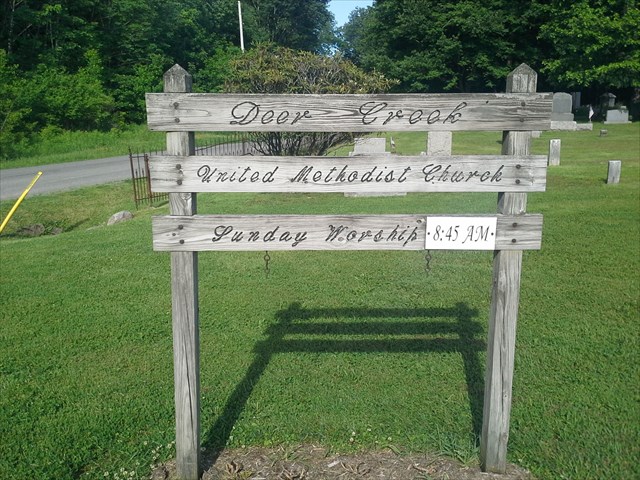 Deer Creek
United Methodist Church
Sunday Worship · 8:45 AM ·